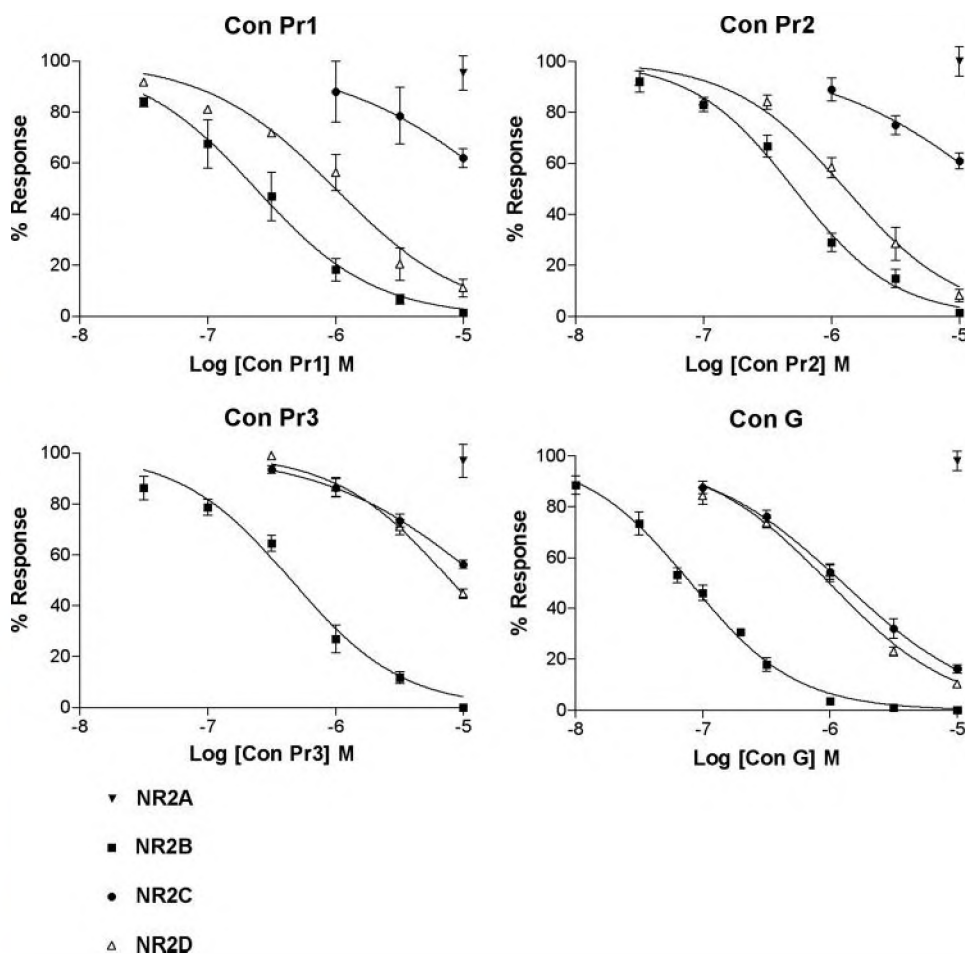 Con Pr1
100
80
60
40
20
0
% Response
-8 -7 -6 -5
Log [Con Pr1] M
Con Pr2
100
80
60
40
20
0
% Response
-8 -7 -6 -5
Log [Con Pr2] M
Con Pr3
100
80
60
40
20
0
% Response
-8 -7 -6 -5
Log [Con Pr3] M
Con G
100
80
60
40
20
0
% Response
-8 -7 -6 -5
Log [Con G] M
NR2A
NR2B
NR2C
NR2D